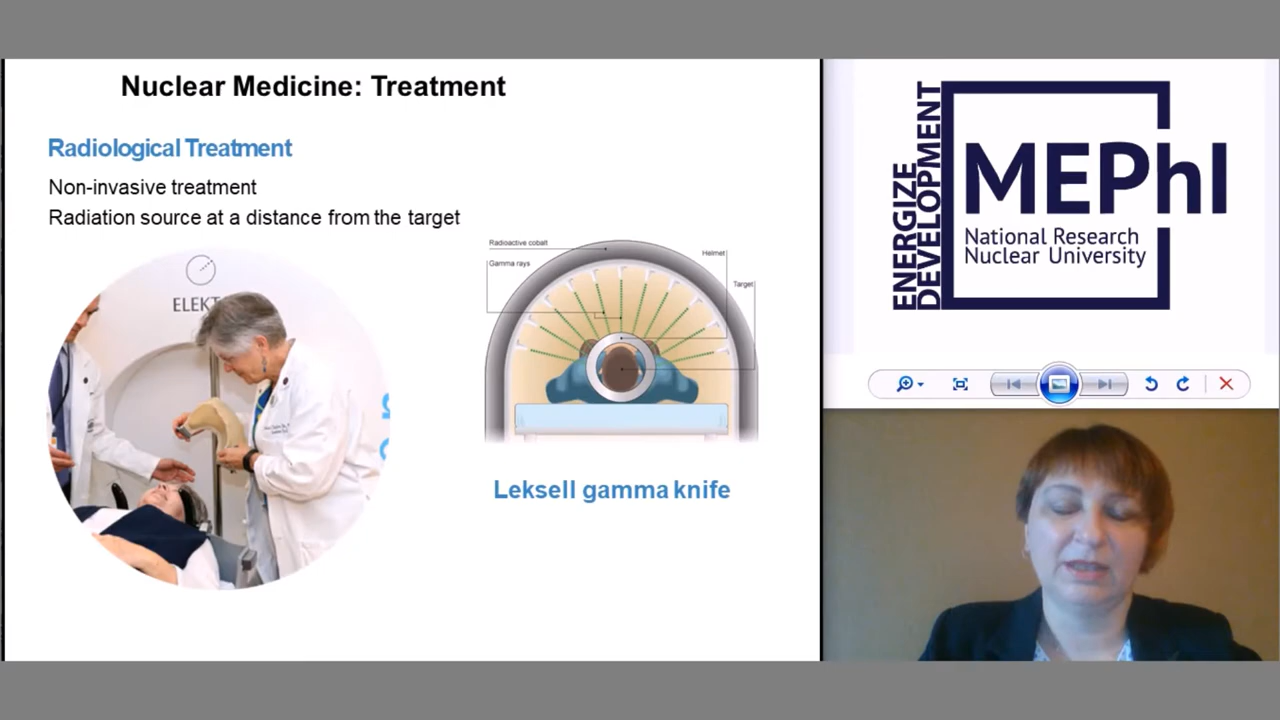 Nuclear Medicine: Treatment
Radiological Treatment
Non-invasive treatment
Radiation source at a distance from the target
ELEKT
Radioactive cobalt
Gamma rays
Helmet
Target
Leksell gamma knife
ENERGIZE
DEVELOPMENT
MEPhI
National Research
Nuclear University